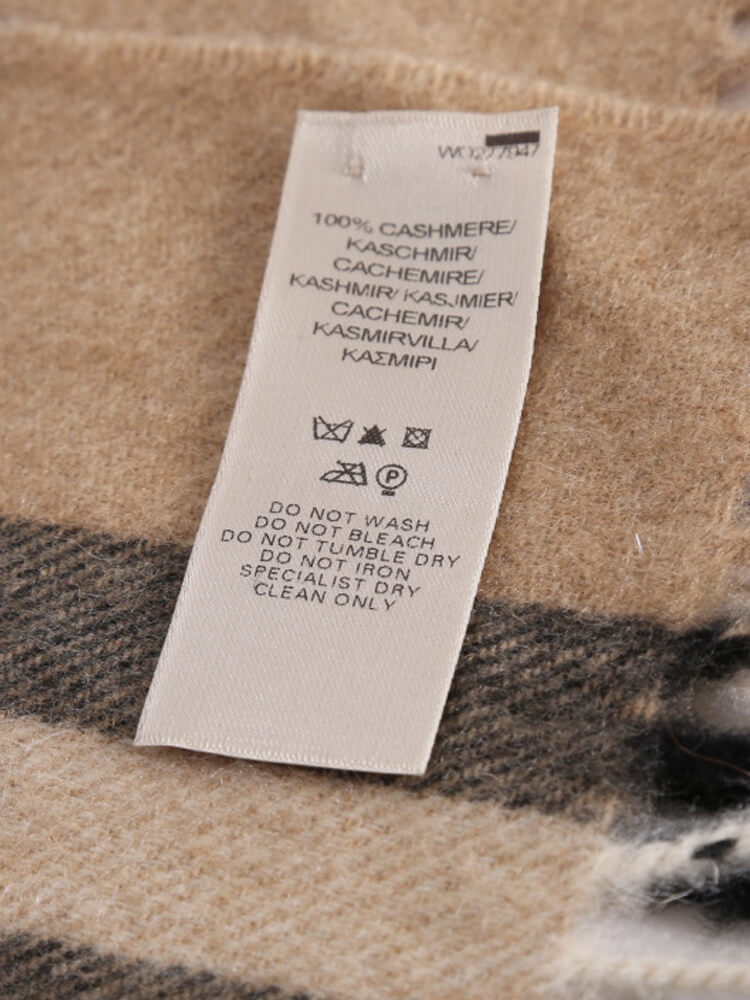 WO277947
100% CASHMERE/
KASCHMIR/
CACHEMIRE/
KASHMIR/ KASJMIER/
CACHEMIR/
KASMIRVILLA/
ΚΑΣΜΙΡΙ
P
DO NOT WASH
DO NOT BLEACH
DO NOT TUMBLE DRY
DO NOT IRON
SPECIALIST DRY
CLEAN ONLY